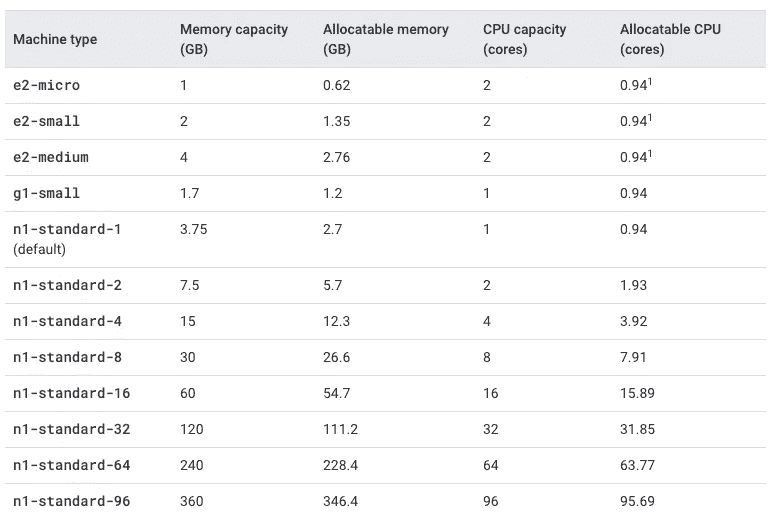 Machine type Memory capacity (GB) Allocatable memory (GB) CPU capacity (cores) Allocatable CPU (cores)
e2-micro 1 0.62 2 0.94¹
e2-small 2 1.35 2 0.94¹
e2-medium 4 2.76 2 0.94¹
g1-small 1.7 1.2 1 0.94
n1-standard-1 (default) 3.75 2.7 1 0.94
n1-standard-2 7.5 5.7 2 1.93
n1-standard-4 15 12.3 4 3.92
n1-standard-8 30 26.6 8 7.91
n1-standard-16 60 54.7 16 15.89
n1-standard-32 120 111.2 32 31.85
n1-standard-64 240 228.4 64 63.77
n1-standard-96 360 346.4 96 95.69